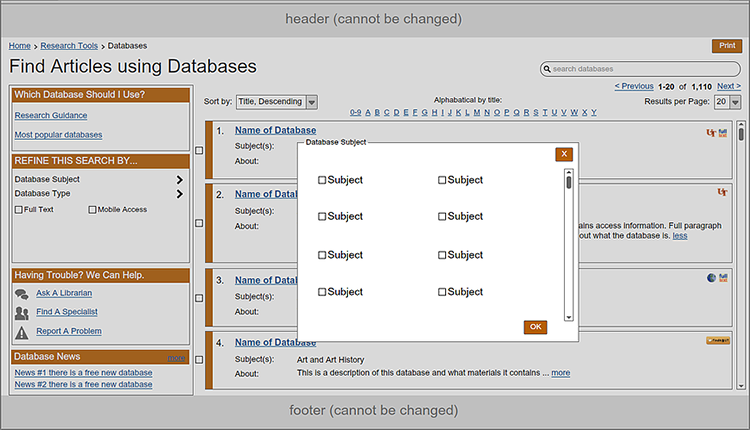 header (cannot be changed)
Home > Research Tools > Databases
Print
Find Articles using Databases
search databases
< Previous 1-20 of 1,110 Next >
Sort by: Title, Descending
Alphabetical by title:
0-9 A B C D E F G H I J K L M N O P Q R S T U V W X Y
Results per Page: 20
Which Database Should I Use?
Research Guidance
Most popular databases
REFINE THIS SEARCH BY...
Database Subject
Database Type
Full Text Mobile Access
Having Trouble? We Can Help.
Ask A Librarian
Find A Specialist
Report A Problem
Database News more
News #1 there is a free new database
News #2 there is a free new database
1. Name of Database
full text
Subject(s):
About:
2. Name of Datab
Subject(s):
About:
ains access information. Full paragraph
out what the database is. less
3. Name of Datab
full text
Subject(s):
About:
4. Name of Database
Subject(s): Art and Art History
About: This is a description of this database and what materials it contains ... more
Database Subject
X
Subject Subject
Subject Subject
Subject Subject
Subject Subject
OK
footer (cannot be changed)